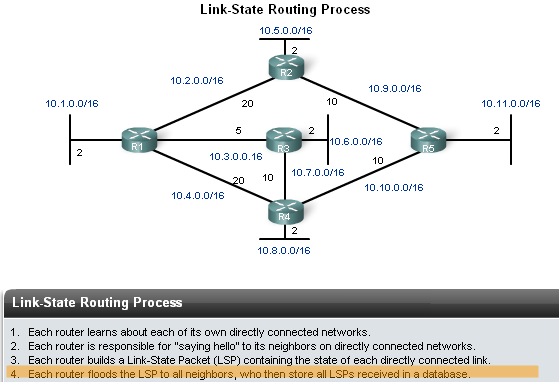 Link-State Routing Process
10.5.0.0/16
2
R2
10.2.0.0/16
10.9.0.0/16
20
10
10.1.0.0/16
10.11.0.0/16
5
2
2
R1
R3
10.6.0.0/16
R5
2
10.3.0.0.16
10.7.0.0/16
10
20
10
10.4.0.0/16
10.10.0.0/16
R4
2
10.8.0.0/16
Link-State Routing Process
1. Each router learns about each of its own directly connected networks.
2. Each router is responsible for "saying hello" to its neighbors on directly connected networks.
3. Each router builds a Link-State Packet (LSP) containing the state of each directly connected link.
4. Each router floods the LSP to all neighbors, who then store all LSPs received in a database.